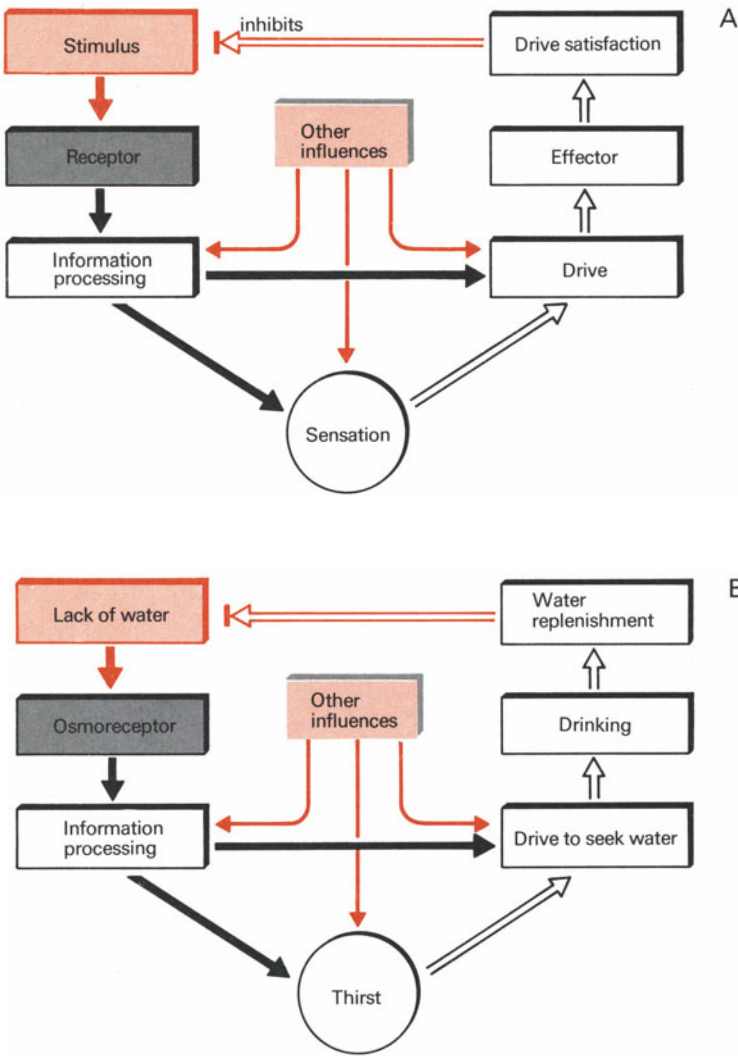 A
Stimulus
inhibits
Drive satisfaction
Other
influences
Receptor
Effector
Information
processing
Drive
Sensation
B
Lack of water
Water
replenishment
Other
influences
Osmoreceptor
Drinking
Information
processing
Drive to seek water
Thirst